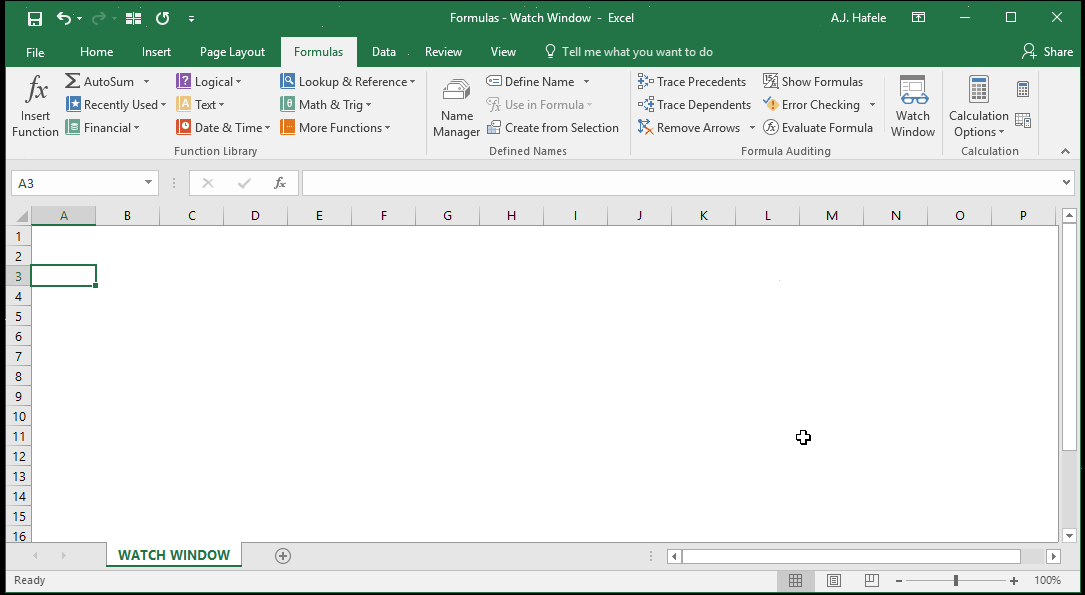 Formulas - Watch Window - Excel
A.J. Hafele
File Home Insert Page Layout Formulas Data Review View Tell me what you want to do Share
fx
Insert
Function
AutoSum
Recently Used
Financial
Logical
Text
Date & Time
Lookup & Reference
Math & Trig
More Functions
Function Library
Name
Manager
Define Name
Use in Formula
Create from Selection
Defined Names
Trace Precedents
Trace Dependents
Remove Arrows
Show Formulas
Error Checking
Evaluate Formula
Formula Auditing
Watch
Window
Calculation
Options
Calculation
A3 fx
A B C D E F G H I J K L M N O P
1
2
3
4
5
6
7
8
9
10
11
12
13
14
15
16
WATCH WINDOW
Ready 100%